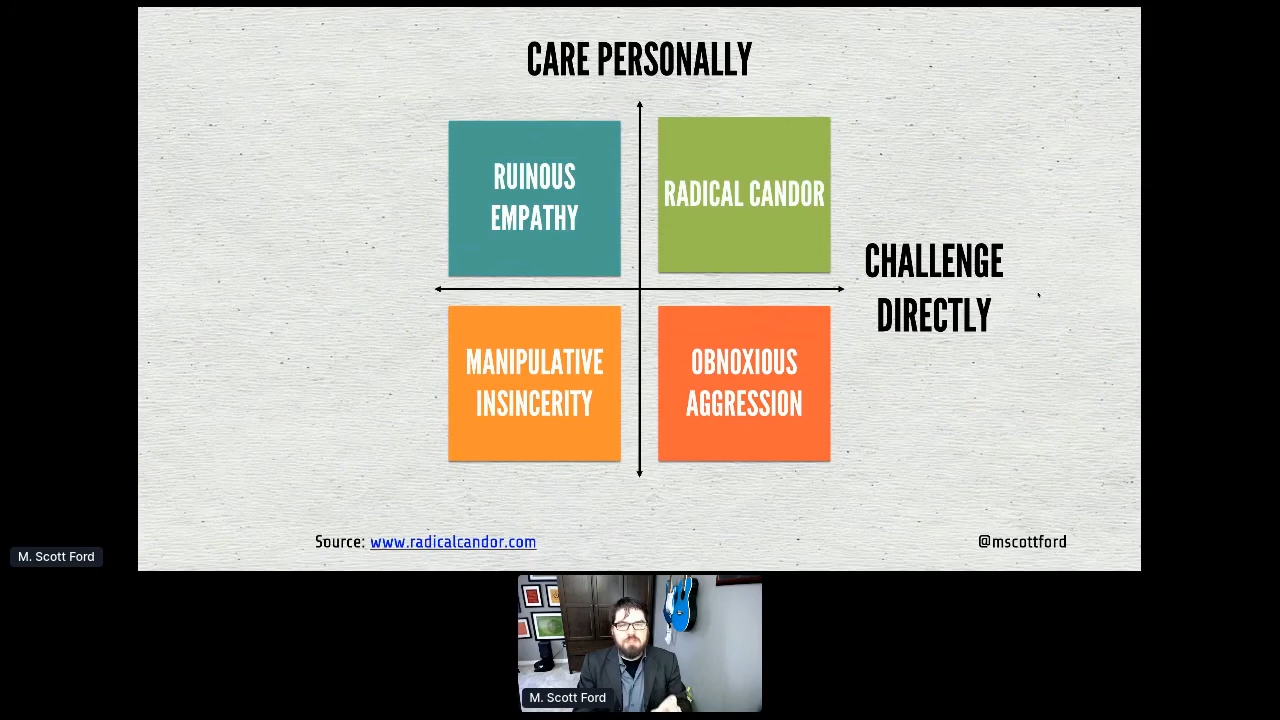 CARE PERSONALLY
RUINOUS
EMPATHY
RADICAL CANDOR
CHALLENGE
DIRECTLY
MANIPULATIVE
INSINCERITY
OBNOXIOUS
AGGRESSION
Source: www.radicalcandor.com
@mscottford
M. Scott Ford
M. Scott Ford